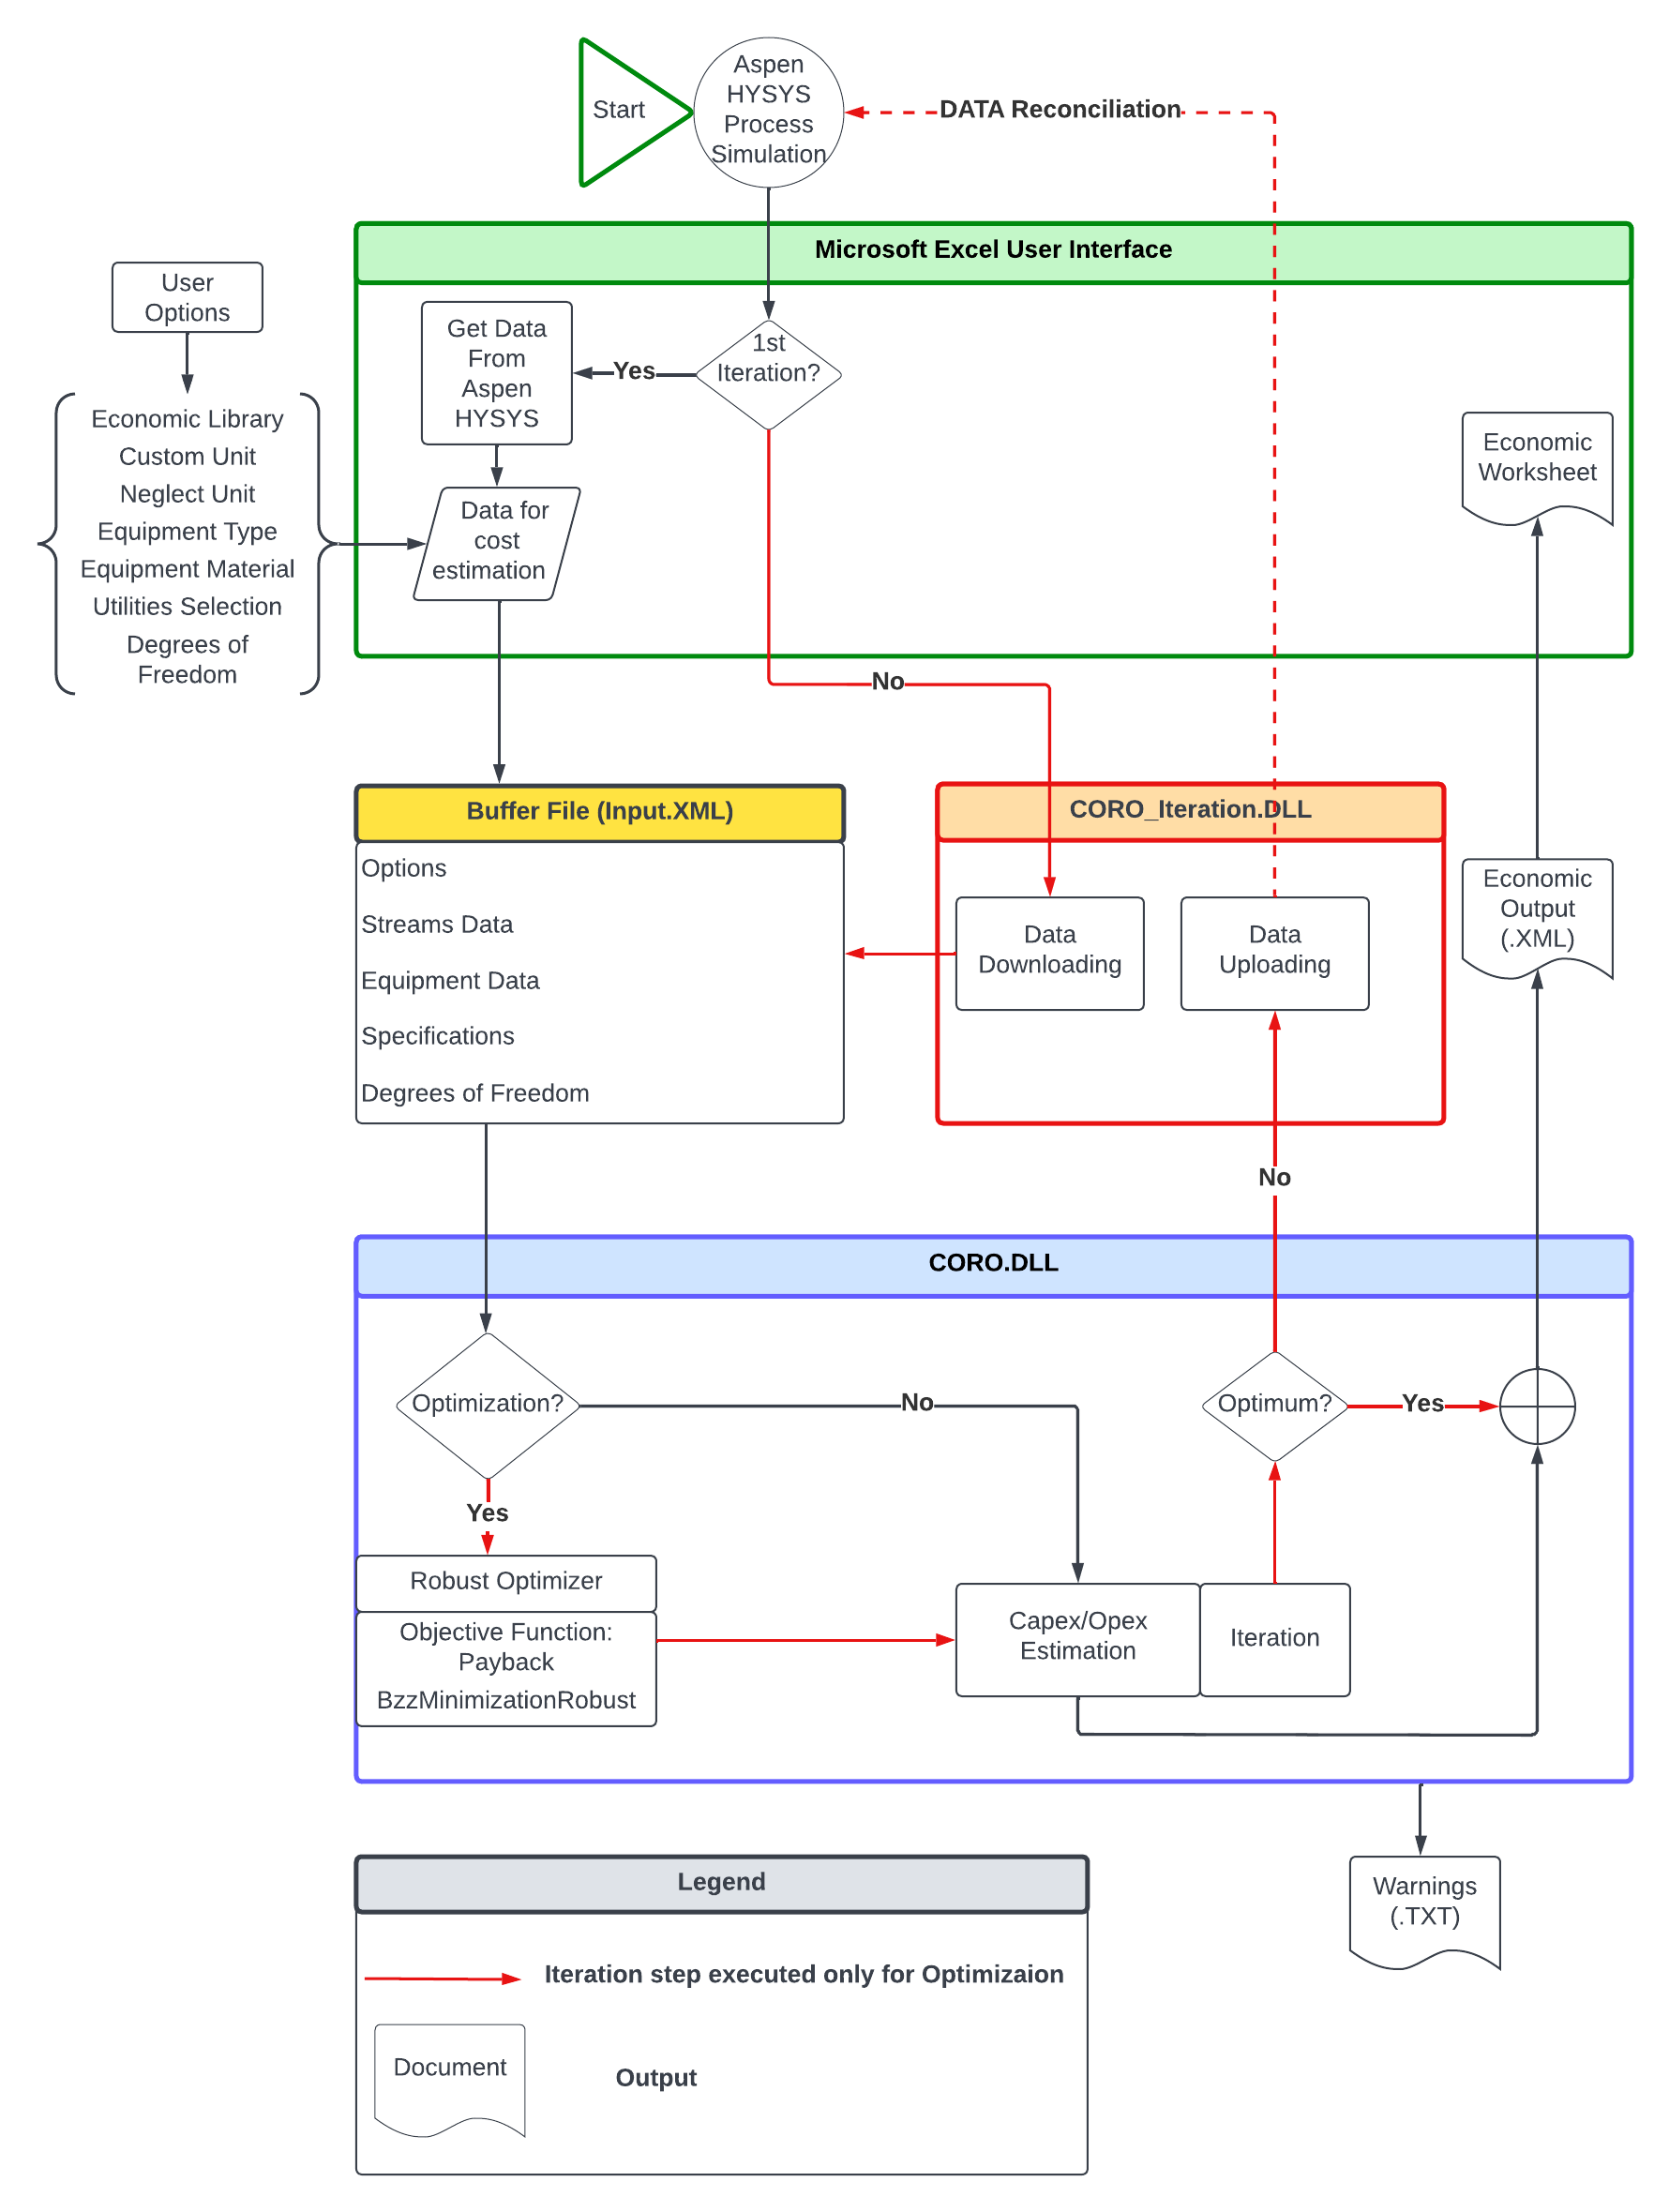 Start
Aspen
HYSYS
Process
Simulation
DATA Reconciliation
Microsoft Excel User Interface
User
Options
Get Data
From
Aspen
HYSYS
Yes
1st
Iteration?
Economic Library
Custom Unit
Neglect Unit
Equipment Type
Equipment Material
Utilities Selection
Degrees of
Freedom
Data for
cost
estimation
Economic
Worksheet
No
Buffer File (Input.XML)
Options
Streams Data
Equipment Data
Specifications
Degrees of Freedom
CORO_Iteration.DLL
Data
Downloading
Data
Uploading
Economic
Output
(.XML)
No
CORO.DLL
Optimization?
No
Optimum?
Yes
Yes
Robust Optimizer
Objective Function:
Payback
BzzMinimizationRobust
Capex/Opex
Estimation
Iteration
Warnings
(.TXT)
Legend
Iteration step executed only for Optimizaion
Document
Output